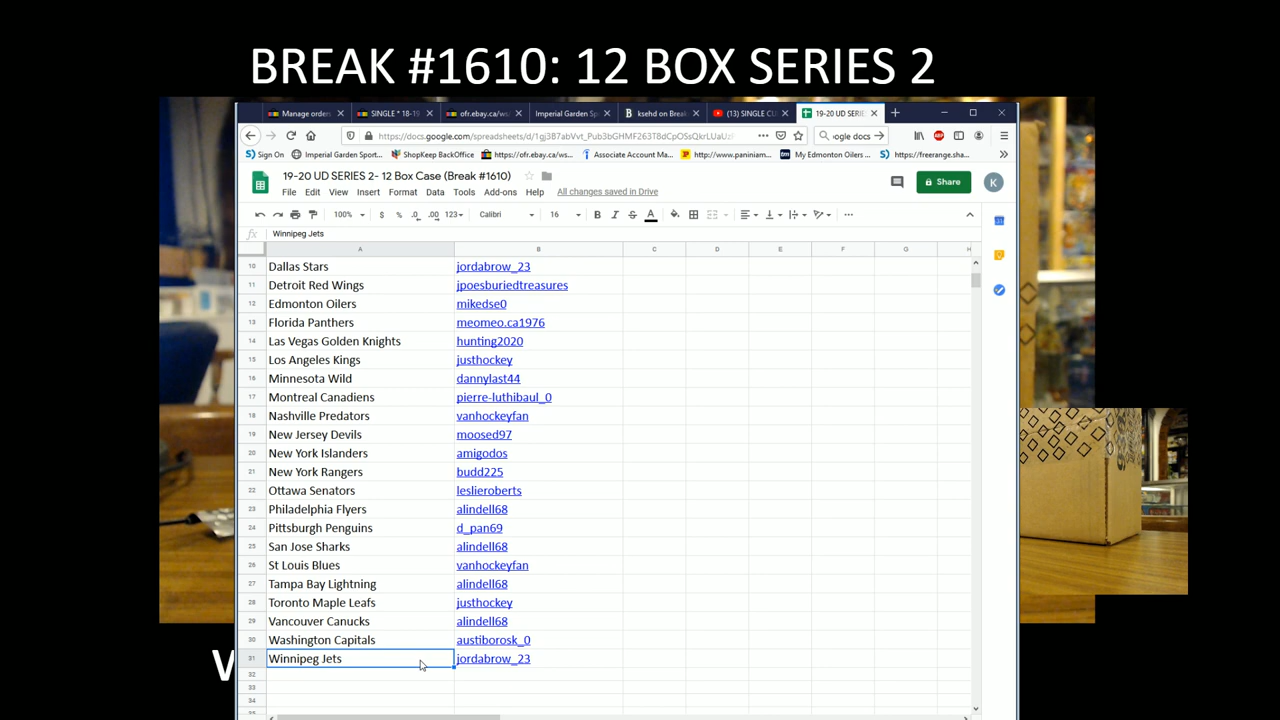 BREAK #1610: 12 BOX SERIES 2
Manage orders
SINGLE * 18-19
ofr.ebay.ca/ws
Imperial Garden Sp
B ksehd on Break
(13) SINGLE CU
19-20 UD SERIE
https://docs.google.com/spreadsheets/d/
ogle docs
Sign On
Imperial Garden Sport...
ShopKeep BackOffice
https://ofr.ebay.ca/ws...
Associate Account Ma...
http://www.paniniam...
My Edmonton Oilers ...
https://freerange.sha...
19-20 UD SERIES 2- 12 Box Case (Break #1610)
Share
K
File Edit View Insert Format Data Tools Add-ons Help All changes saved in Drive
100% $ % .0 .00 123 Calibri 16 B I S A
fx Winnipeg Jets
A B C D E F G H
10 Dallas Stars jordabrow_23
11 Detroit Red Wings jpoesburiedtreasures
12 Edmonton Oilers mikedse0
13 Florida Panthers meomeo.ca1976
14 Las Vegas Golden Knights hunting2020
15 Los Angeles Kings justhockey
16 Minnesota Wild dannylast44
17 Montreal Canadiens pierre-luthibaul_0
18 Nashville Predators vanhockeyfan
19 New Jersey Devils moosed97
20 New York Islanders amigodos
21 New York Rangers budd225
22 Ottawa Senators leslieroberts
23 Philadelphia Flyers alindell68
24 Pittsburgh Penguins d_pan69
25 San Jose Sharks alindell68
26 St Louis Blues vanhockeyfan
27 Tampa Bay Lightning alindell68
28 Toronto Maple Leafs justhockey
29 Vancouver Canucks alindell68
30 Washington Capitals austiborosk_0
31 Winnipeg Jets jordabrow_23
32
33
34